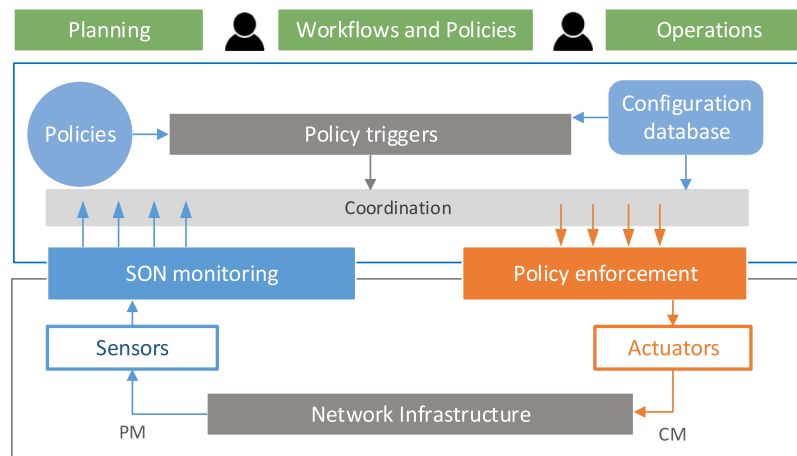 Planning
Workflows and Policies
Operations
Policies
Policy triggers
Configuration
database
Coordination
SON monitoring
Policy enforcement
Sensors
Actuators
Network Infrastructure
PM
CM